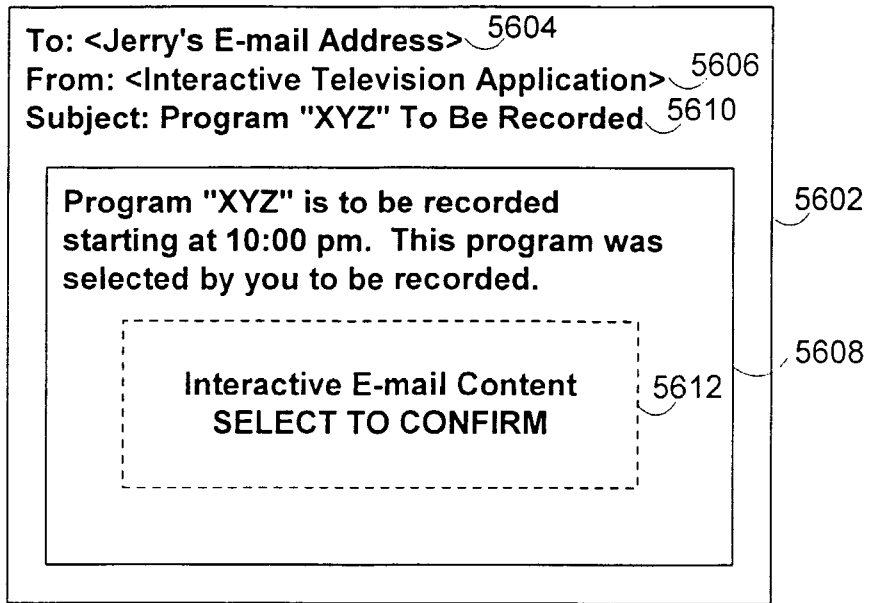 To: <Jerry's E-mail Address> 5604
From: <Interactive Television Application> 5606
Subject: Program "XYZ" To Be Recorded 5610
Program "XYZ" is to be recorded
starting at 10:00 pm. This program was
selected by you to be recorded.
5602
5608
Interactive E-mail Content
SELECT TO CONFIRM
5612